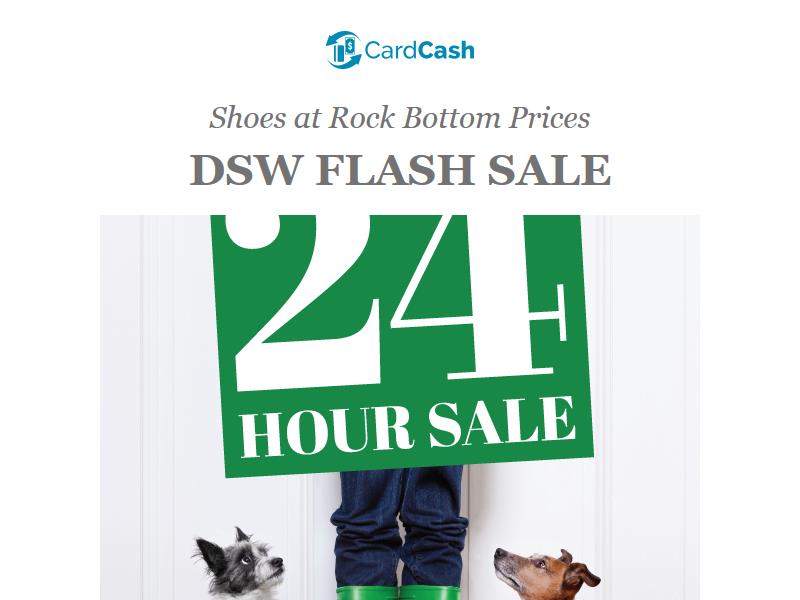 CardCash
Shoes at Rock Bottom Prices
DSW FLASH SALE
24
HOUR SALE